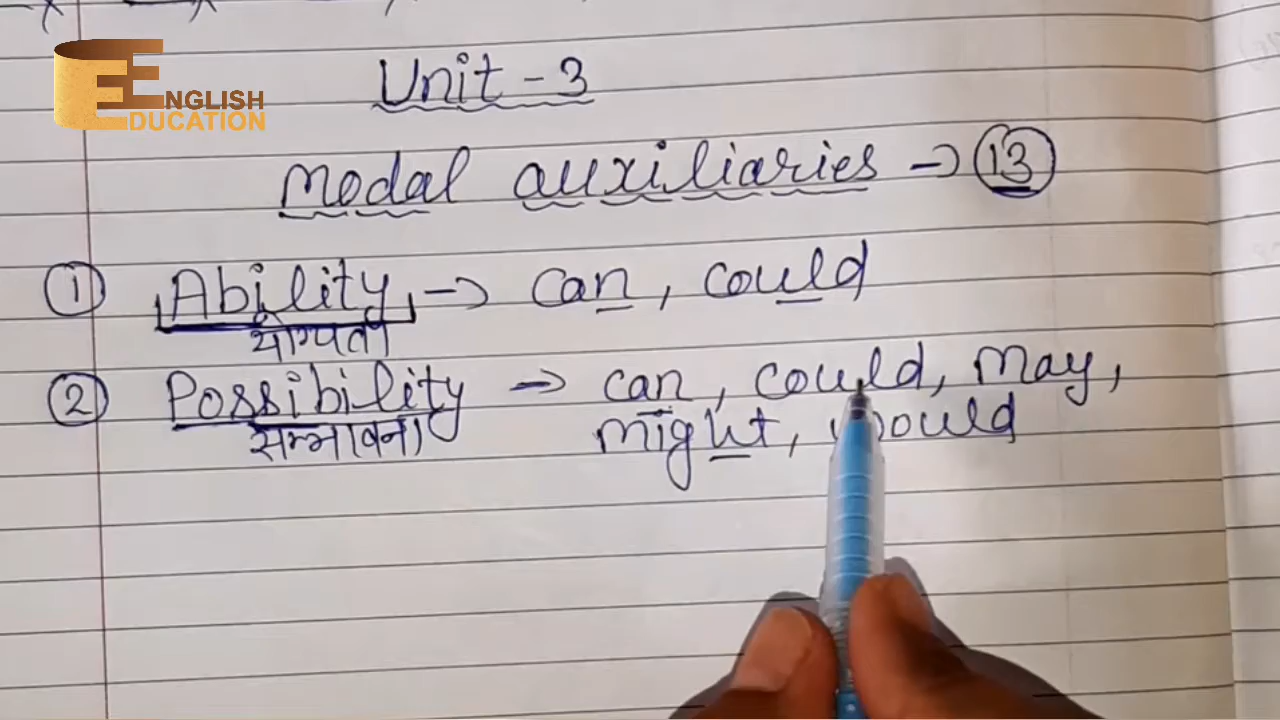 ENGLISH
EDUCATION
Unit - 3
Modal auxiliaries → 13
① Ability → can, could
योग्यता
② Possibility → can, could, may,
सम्भावना might, would